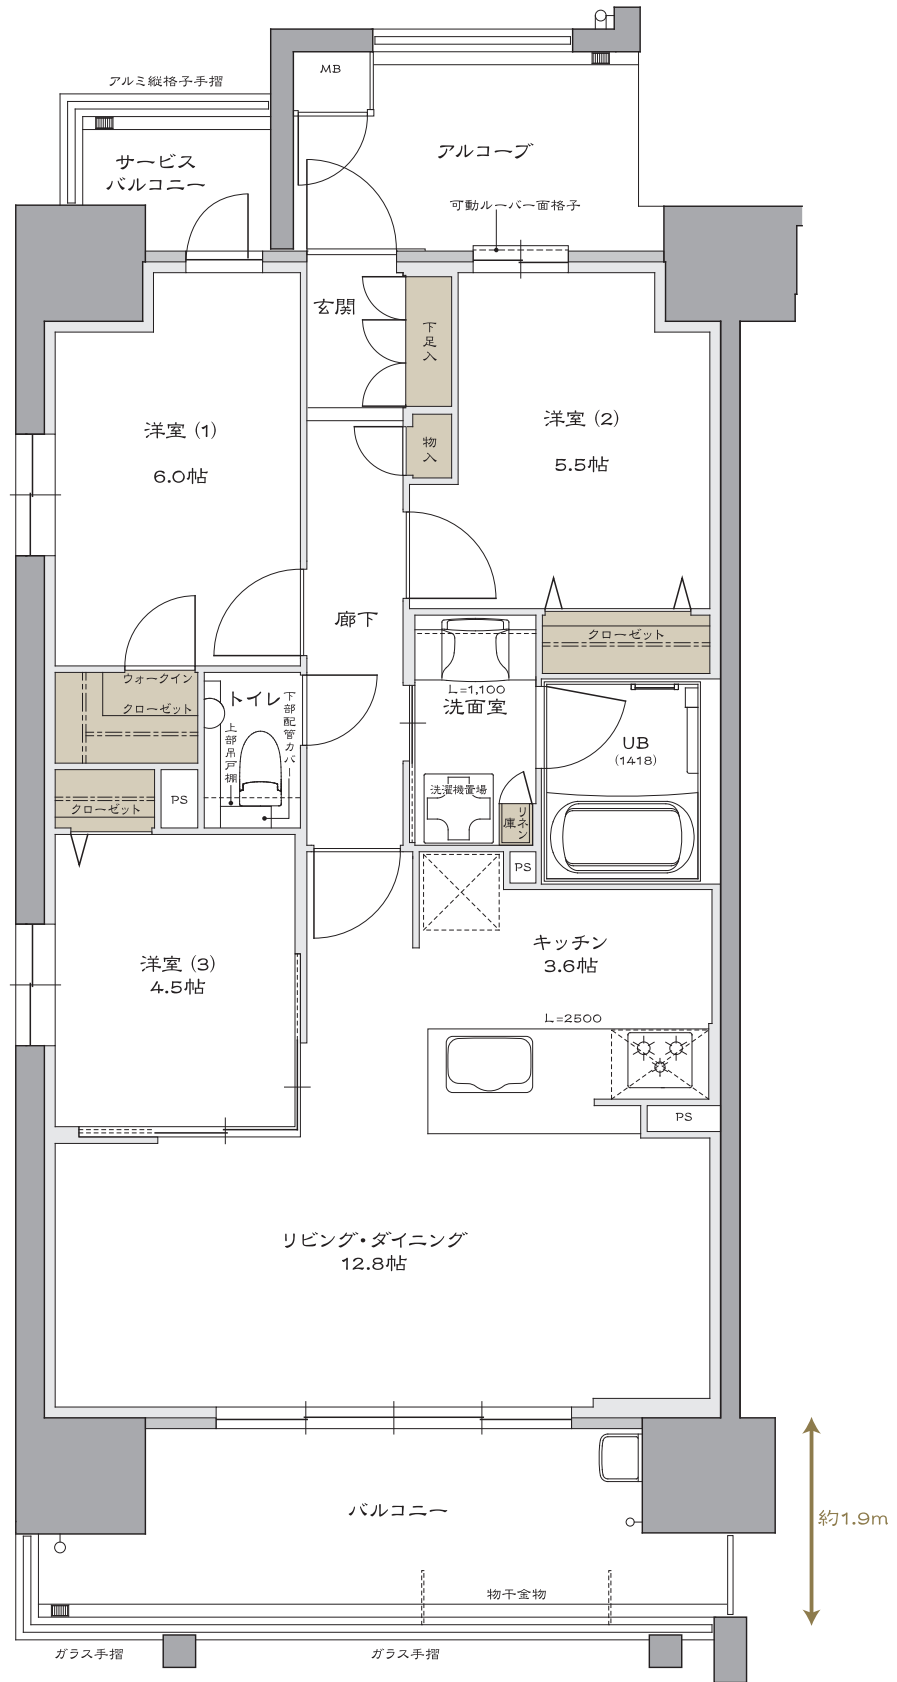 MB
アルミ縦格子手摺
アルコーブ
サービス
バルコニー
可動ルーバー面格子
玄関
下足入
洋室 (1)
6.0帖
物入
洋室 (2)
5.5帖
廊下
クローゼット
ウォークイン
クローゼット
トイレ
下部配管カバー
上部吊戸棚
L=1,100
洗面室
UB
(1418)
洗濯機置場
リネン
庫
クローゼット
PS
PS
洋室 (3)
4.5帖
キッチン
3.6帖
L=2500
PS
リビング・ダイニング
12.8帖
バルコニー
約1.9m
物干金物
ガラス手摺
ガラス手摺